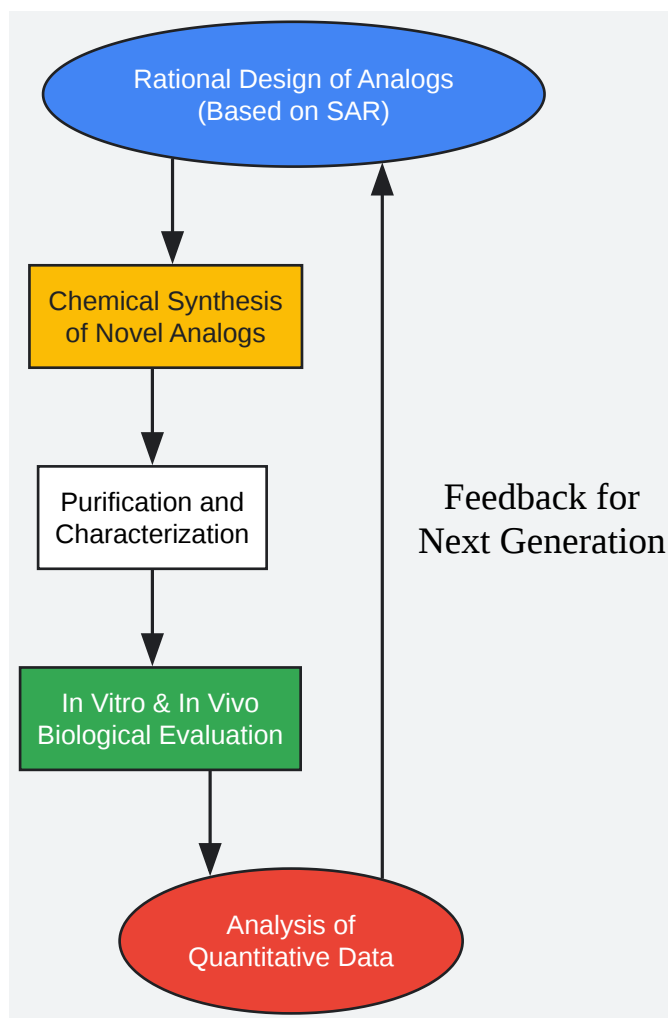 Rational Design of Analogs
(Based on SAR)
Chemical Synthesis
of Novel Analogs
Purification and
Characterization
Feedback for
Next Generation
In Vitro & In Vivo
Biological Evaluation
Analysis of
Quantitative Data